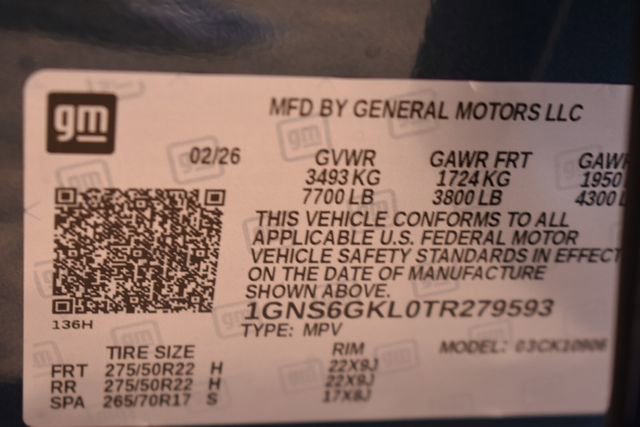 gm
MFD BY GENERAL MOTORS LLC
02/26 GVWR GAWR FRT GAWR
3493 KG 1724 KG 1950
7700 LB 3800 LB 4300 L
THIS VEHICLE CONFORMS TO ALL
APPLICABLE U.S. FEDERAL MOTOR
VEHICLE SAFETY STANDARDS IN EFFECT
ON THE DATE OF MANUFACTURE
SHOWN ABOVE.
1GNS6GKL0TR279593
136H
TYPE: MPV
MODEL: 03CK10906
TIRE SIZE RIM
FRT 275/50R22 H 22X9J
RR 275/50R22 H 22X9J
SPA 265/70R17 S 17X8J